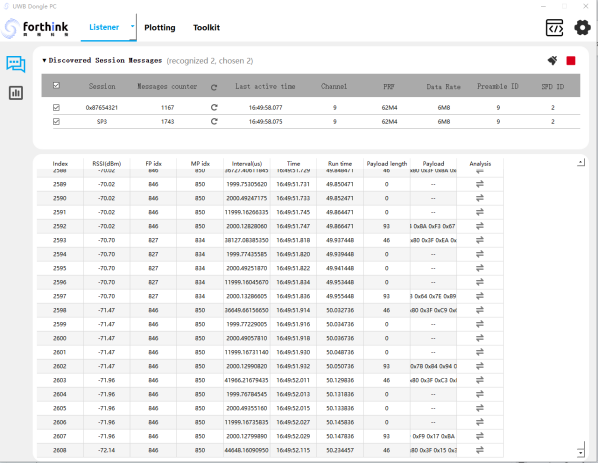 UWB Dongle PC
forthink
Listener Plotting Toolkit
Discovered Session Messages (recognized 2, chosen 2)
Session Messages counter Last active time Channel PRF Data Rate Preamble ID SFD ID
0x87654321 1167 16:49:58.077 9 62M4 6M8 9 2
SP3 1743 16:49:58.075 9 62M4 6M8 9 2
Index RSSI(dBm) FP idx MP idx Interval(us) Time Run time Payload length Payload Analysis
2588 -70.02 846 850 36727.40611845 16:49:51.729 49.848471 46
2589 -70.02 846 850 1999.75305620 16:49:51.731 49.850471 0 --
2590 -70.02 846 850 2000.49247175 16:49:51.733 49.852471 0 --
2591 -70.02 846 850 11999.16266335 16:49:51.745 49.864471 0 --
2592 -70.02 846 850 2000.12828060 16:49:51.747 49.866471 93 0x8A 0xF3 0x67
2593 -70.70 827 834 38127.08385350 16:49:51.818 49.937448 46 x80 0x3F 0xEA 0x
2594 -70.70 827 834 1999.77435585 16:49:51.820 49.939448 0 --
2595 -70.70 827 834 2000.49251870 16:49:51.822 49.941448 0 --
2596 -70.70 827 834 11999.16045670 16:49:51.834 49.953448 0 --
2597 -70.70 827 834 2000.13286605 16:49:51.836 49.955448 93 0x64 0x7E 0x89
2598 -71.47 846 850 36649.66156650 16:49:51.914 50.032736 46 x80 0x3F 0xC9 0x
2599 -71.47 846 850 1999.77229005 16:49:51.916 50.034736 0 --
2600 -71.47 846 850 2000.49057810 16:49:51.918 50.036736 0 --
2601 -71.47 846 850 11999.16731140 16:49:51.930 50.048736 0 --
2602 -71.47 846 850 2000.12990820 16:49:51.932 50.050736 93 0x78 0x84 0x94 0
2603 -71.96 846 850 41966.21679435 16:49:52.011 50.129836 46 x80 0x3F 0xC3 0x
2604 -71.96 846 850 1999.76784545 16:49:52.013 50.131836 0 --
2605 -71.96 846 850 2000.49355160 16:49:52.015 50.133836 0 --
2606 -71.96 846 850 11999.16735835 16:49:52.027 50.145836 0 --
2607 -71.96 846 850 2000.12799890 16:49:52.029 50.147836 93 0xF9 0x17 0x8A
2608 -72.14 846 850 44648.16090950 16:49:52.115 50.234457 46 x80 0x3F 0x15 0x